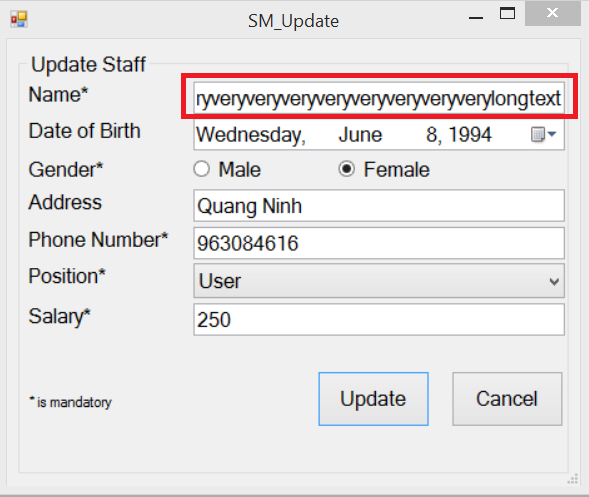 SM_Update
Update Staff
Name* ryveryveryveryveryveryveryveryverylongtext
Date of Birth Wednesday, June 8, 1994
Gender* Male Female
Address Quang Ninh
Phone Number* 963084616
Position* User
Salary* 250
* is mandatory Update Cancel